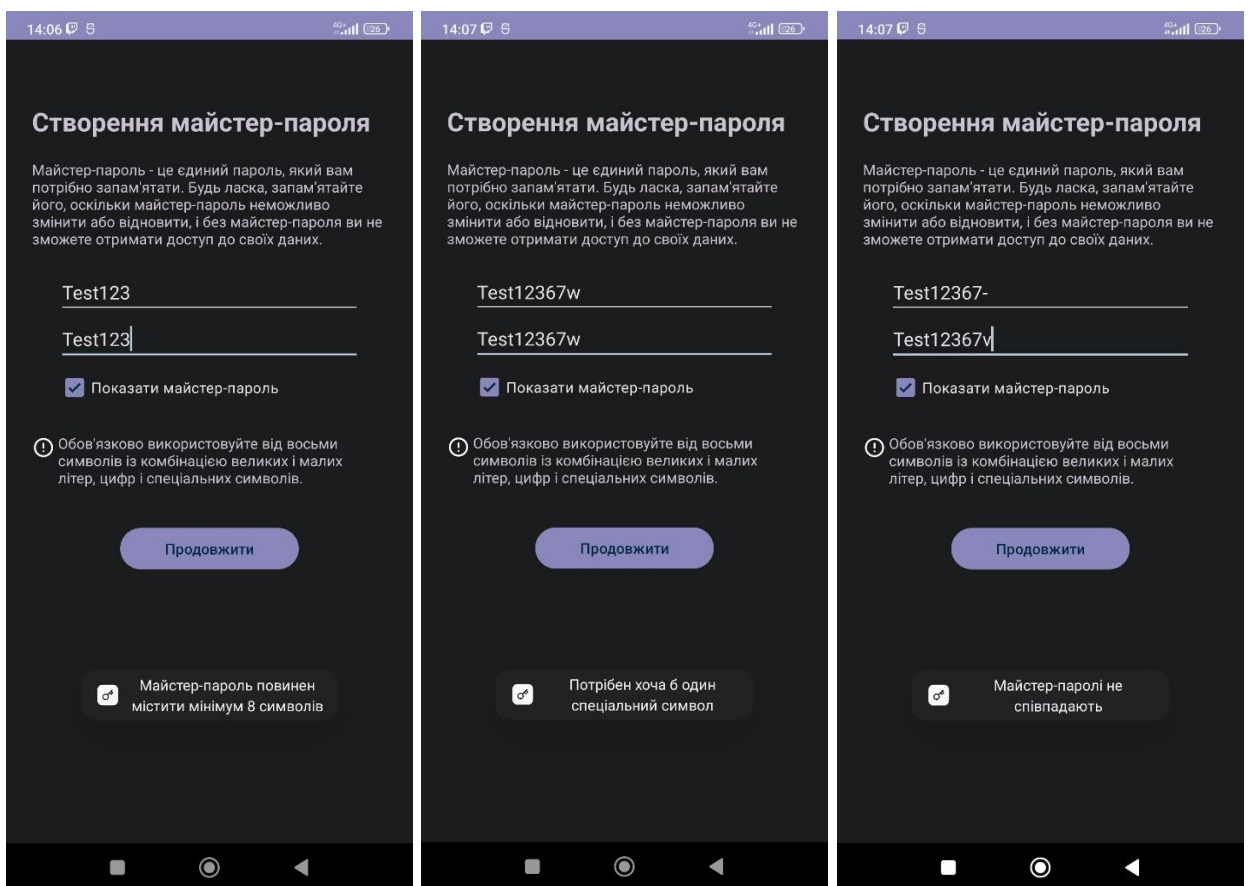 14:06
4G+
26
Створення майстер-пароля
Майстер-пароль - це єдиний пароль, який вам
потрібно запам'ятати. Будь ласка, запам'ятайте
його, оскільки майстер-пароль неможливо
змінити або відновити, і без майстер-пароля ви не
зможете отримати доступ до своїх даних.
Test123
Test123
Показати майстер-пароль
Обов'язково використовуйте від восьми
символів із комбінацією великих і малих
літер, цифр і спеціальних символів.
Продовжити
Майстер-пароль повинен
містити мінімум 8 символів
14:07
4G+
26
Створення майстер-пароля
Майстер-пароль - це єдиний пароль, який вам
потрібно запам'ятати. Будь ласка, запам'ятайте
його, оскільки майстер-пароль неможливо
змінити або відновити, і без майстер-пароля ви не
зможете отримати доступ до своїх даних.
Test12367w
Test12367w
Показати майстер-пароль
Обов'язково використовуйте від восьми
символів із комбінацією великих і малих
літер, цифр і спеціальних символів.
Продовжити
Потрібен хоча б один
спеціальний символ
14:07
4G+
26
Створення майстер-пароля
Майстер-пароль - це єдиний пароль, який вам
потрібно запам'ятати. Будь ласка, запам'ятайте
його, оскільки майстер-пароль неможливо
змінити або відновити, і без майстер-пароля ви не
зможете отримати доступ до своїх даних.
Test12367-
Test12367v
Показати майстер-пароль
Обов'язково використовуйте від восьми
символів із комбінацією великих і малих
літер, цифр і спеціальних символів.
Продовжити
Майстер-паролі не
співпадають